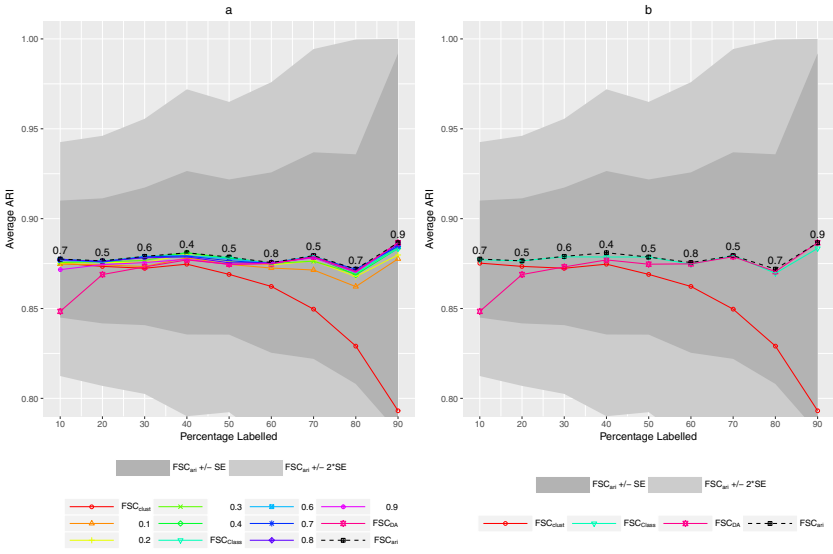 a
b
1.00
0.95
0.90
0.85
0.80
Average ARI
0.7 0.5 0.6 0.4 0.5 0.8 0.5 0.7 0.9
10 20 30 40 50 60 70 80 90
Percentage Labelled
FSCari +/- SE FSCari +/- 2*SE
FSCclust 0.3 0.6 0.9
0.1 0.4 0.7 FSCDA
0.2 FSCClass 0.8 FSCari
1.00
0.95
0.90
0.85
0.80
Average ARI
0.7 0.5 0.6 0.4 0.5 0.8 0.5 0.7 0.9
10 20 30 40 50 60 70 80 90
Percentage Labelled
FSCari +/- SE FSCari +/- 2*SE
FSCclust FSCClass FSCDA FSCari